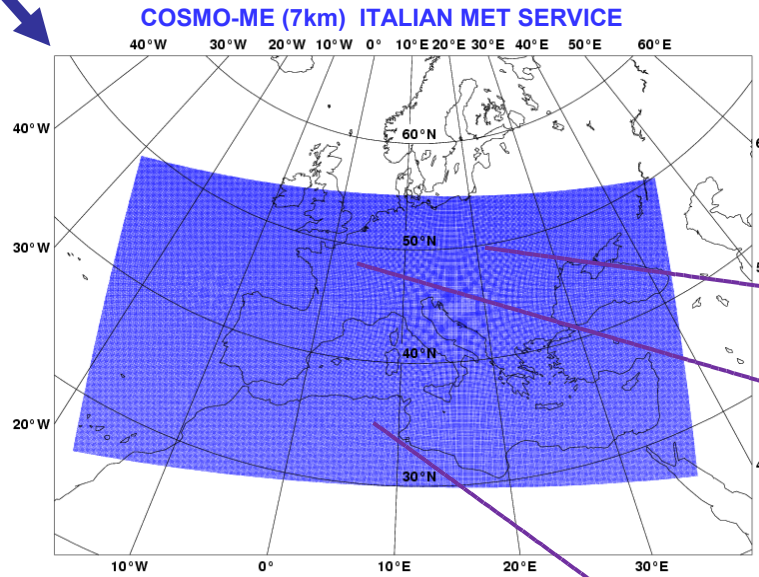 COSMO-ME (7km) ITALIAN MET SERVICE
40°W 30°W 20°W 10°W 0° 10°E 20°E 30°E 40°E 50°E 60°E
40°W
60°N
30°W
50°N
40°N
20°W
30°N
10°W 0° 10°E 20°E 30°E